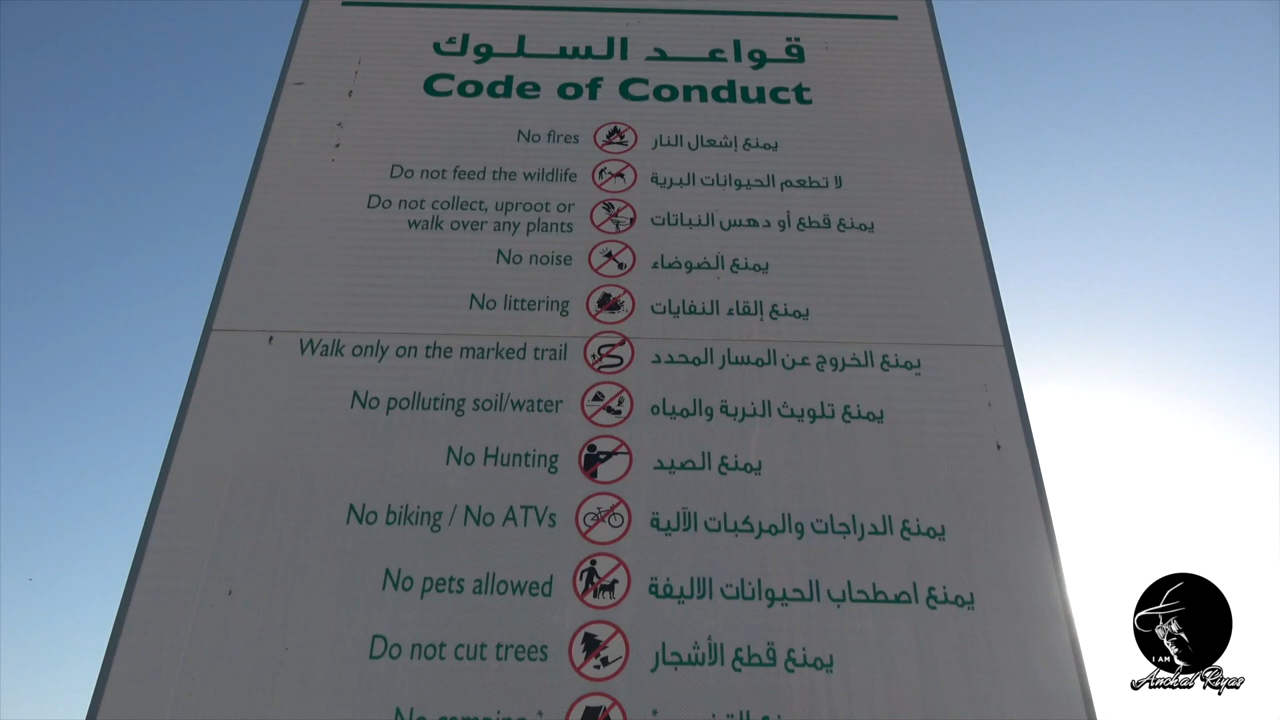 قواعد السلوك
Code of Conduct
No fires يمنع إشعال النار
Do not feed the wildlife لا تطعم الحيوانات البرية
Do not collect, uproot or
walk over any plants يمنع قطع أو دهس النباتات
No noise يمنع الضوضاء
No littering يمنع إلقاء النفايات
Walk only on the marked trail يمنع الخروج عن المسار المحدد
No polluting soil/water يمنع تلويث التربة والمياه
No Hunting يمنع الصيد
No biking / No ATVs يمنع الدراجات والمركبات الآلية
No pets allowed يمنع اصطحاب الحيوانات الاليفة
Do not cut trees يمنع قطع الأشجار
No camping *
I AM
Anokal Riyas